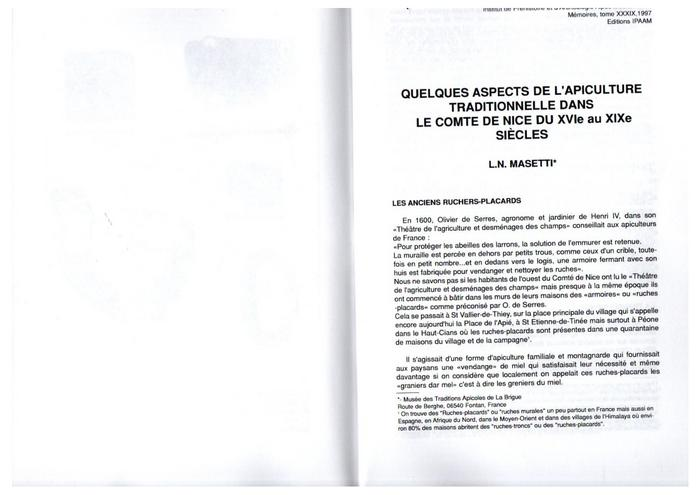 Mémoires, tome XXXIX,1997
Editions IPAAM
QUELQUES ASPECTS DE L'APICULTURE
TRADITIONNELLE DANS
LE COMTE DE NICE DU XVIe au XIXe
SIÈCLES
L.N. MASETTI*
LES ANCIENS RUCHERS-PLACARDS
En 1600, Olivier de Serres, agronome et jardinier de Henri IV, dans son
«Théâtre de l'agriculture et desménages des champs» conseillait aux apiculteurs
de France :
«Pour protéger les abeilles des larrons, la solution de l'emmurer est retenue.
La muraille est percée en dehors par petits trous, comme ceux d'un crible, toute-
fois en petit nombre...et en dedans vers le logis, une armoire fermant avec son
huis est fabriquée pour vendanger et nettoyer les ruches».
Nous ne savons pas si les habitants de l'ouest du Comté de Nice ont lu le «Théâtre
de l'agriculture et desménages des champs» mais presque à la même époque ils
ont commencé à bâtir dans les murs de leurs maisons des «armoires» ou «ruches
-placards» comme préconisé par O. de Serres.
Cela se passait à St Vallier-de-Thiey, sur la place principale du village qui s'appelle
encore aujourd'hui la Place de l'Apié, à St Etienne-de-Tinée mais surtout à Péone
dans le Haut-Cians où les ruches-placards sont présentes dans une quarantaine
de maisons du village et de la campagne¹.
Il s'agissait d'une forme d'apiculture familiale et montagnarde qui fournissait
aux paysans une «vendange» de miel qui satisfaisait leur nécessité et même
davantage si on considère que localement on appelait ces ruches-placards les
«graniers dar mel» c'est à dire les greniers du miel.
*- Musée des Traditions Apicoles de La Brigue
Route de Berghe, 06540 Fontan, France
¹ On trouve des "Ruches-placards" ou "ruches murales" un peu partout en France mais aussi en
Espagne, en Afrique du Nord, dans le Moyen-Orient et dans des villages de l'Himalaya où envi-
ron 80% des maisons abritent des "ruches-troncs" ou des "ruches-placards".